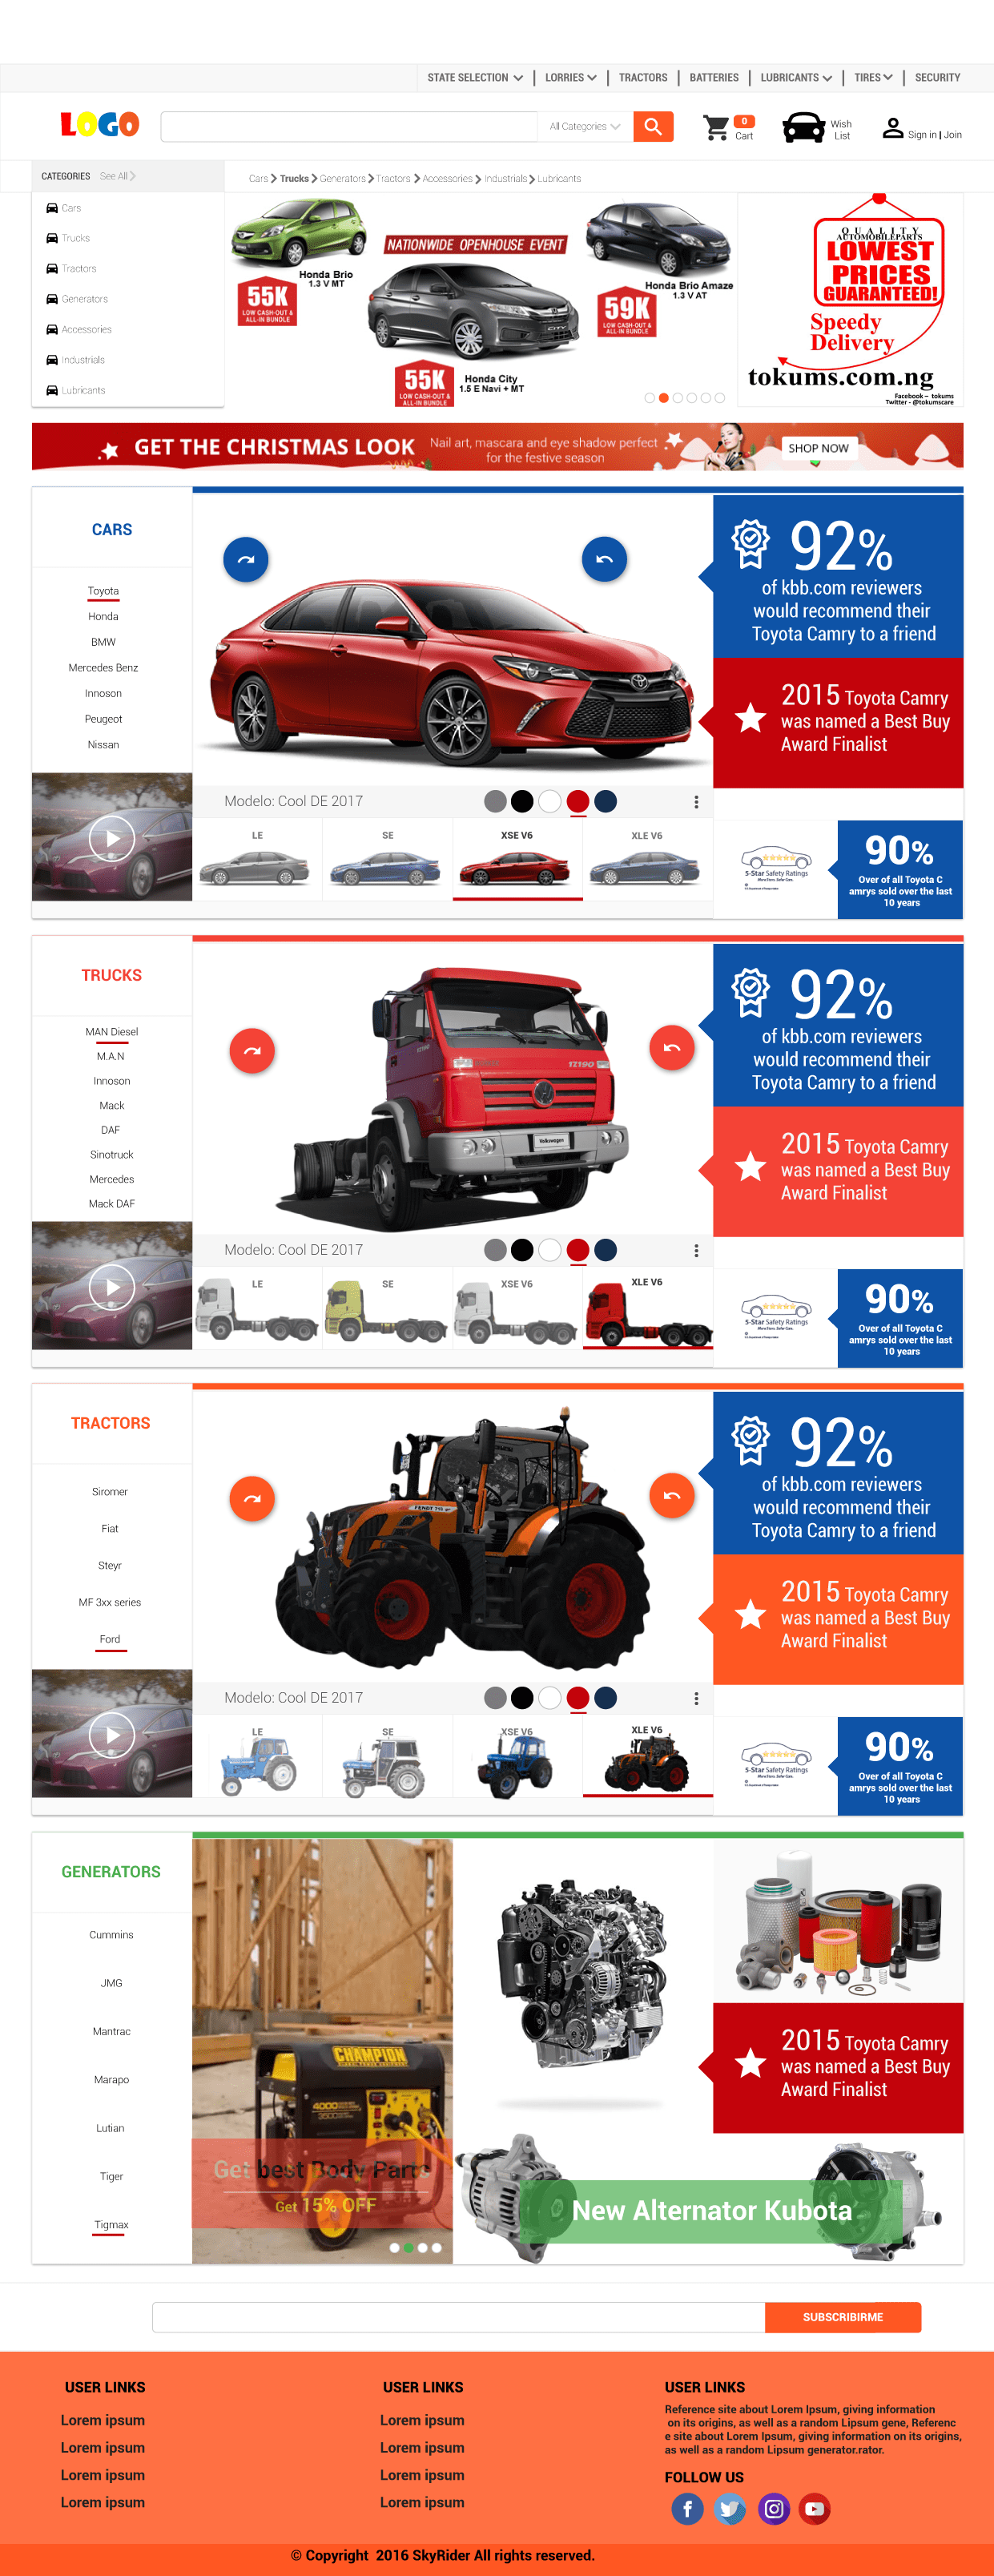 STATE SELECTION LORRIES TRACTORS BATTERIES LUBRICANTS TIRES SECURITY
LOGO
All Categories
0
Cart
Wish
List
Sign in | Join
CATEGORIES See All
Cars Trucks Generators Tractors Accessories Industrials Lubricants
Cars
Trucks
Tractors
Generators
Accessories
Industrials
Lubricants
NATIONWIDE OPENHOUSE EVENT
Honda Brio
1.3 V MT
55K
LOW CASH-OUT &
ALL-IN BUNDLE
Honda Brio Amaze
1.3 V AT
59K
LOW CASH-OUT &
ALL-IN BUNDLE
55K
LOW CASH-OUT &
ALL-IN BUNDLE
Honda City
1.5 E Navi + MT
QUALITY
AUTOMOBILEPARTS
LOWEST
PRICES
GUARANTEED!
Speedy
Delivery
tokums.com.ng
Facebook - tokums
Twitter - @tokumscare
GET THE CHRISTMAS LOOK
Nail art, mascara and eye shadow perfect
for the festive season
SHOP NOW
CARS
Toyota
Honda
BMW
Mercedes Benz
Innoson
Peugeot
Nissan
92%
of kbb.com reviewers
would recommend their
Toyota Camry to a friend
2015 Toyota Camry
was named a Best Buy
Award Finalist
Modelo: Cool DE 2017
LE
SE
XSE V6
XLE V6
5-Star Safety Ratings
More Stars. Safer Cars.
90%
Over of all Toyota C
amrys sold over the last
10 years
TRUCKS
MAN Diesel
M.A.N
Innoson
Mack
DAF
Sinotruck
Mercedes
Mack DAF
17.190
Volkswagen
92%
of kbb.com reviewers
would recommend their
Toyota Camry to a friend
2015 Toyota Camry
was named a Best Buy
Award Finalist
Modelo: Cool DE 2017
LE
SE
XSE V6
XLE V6
5-Star Safety Ratings
More Stars. Safer Cars.
90%
Over of all Toyota C
amrys sold over the last
10 years
TRACTORS
Siromer
Fiat
Steyr
MF 3xx series
Ford
FENDT
92%
of kbb.com reviewers
would recommend their
Toyota Camry to a friend
2015 Toyota Camry
was named a Best Buy
Award Finalist
Modelo: Cool DE 2017
LE
SE
XSE V6
XLE V6
5-Star Safety Ratings
More Stars. Safer Cars.
90%
Over of all Toyota C
amrys sold over the last
10 years
GENERATORS
Cummins
JMG
Mantrac
Marapo
Lutian
Tiger
Tigmax
CHAMPION
4000
3500
Get best Body Parts
Get 15% OFF
2015 Toyota Camry
was named a Best Buy
Award Finalist
New Alternator Kubota
SUBSCRIBIRME
USER LINKS
Lorem ipsum
Lorem ipsum
Lorem ipsum
Lorem ipsum
USER LINKS
Lorem ipsum
Lorem ipsum
Lorem ipsum
Lorem ipsum
USER LINKS
Reference site about Lorem Ipsum, giving information
on its origins, as well as a random Lipsum gene, Referenc
e site about Lorem Ipsum, giving information on its origins,
as well as a random Lipsum generator.rator.
FOLLOW US
© Copyright 2016 SkyRider All rights reserved.